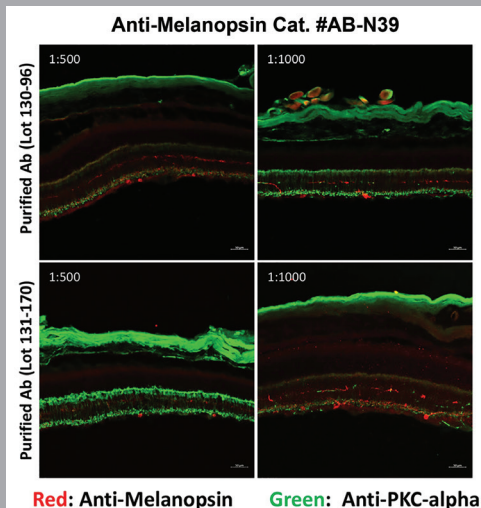 Anti-Melanopsin Cat. #AB-N39
Purified Ab (Lot 130-96)
1:500
1:1000
Purified Ab (Lot 131-170)
1:500
1:1000
Red: Anti-Melanopsin Green: Anti-PKC-alpha